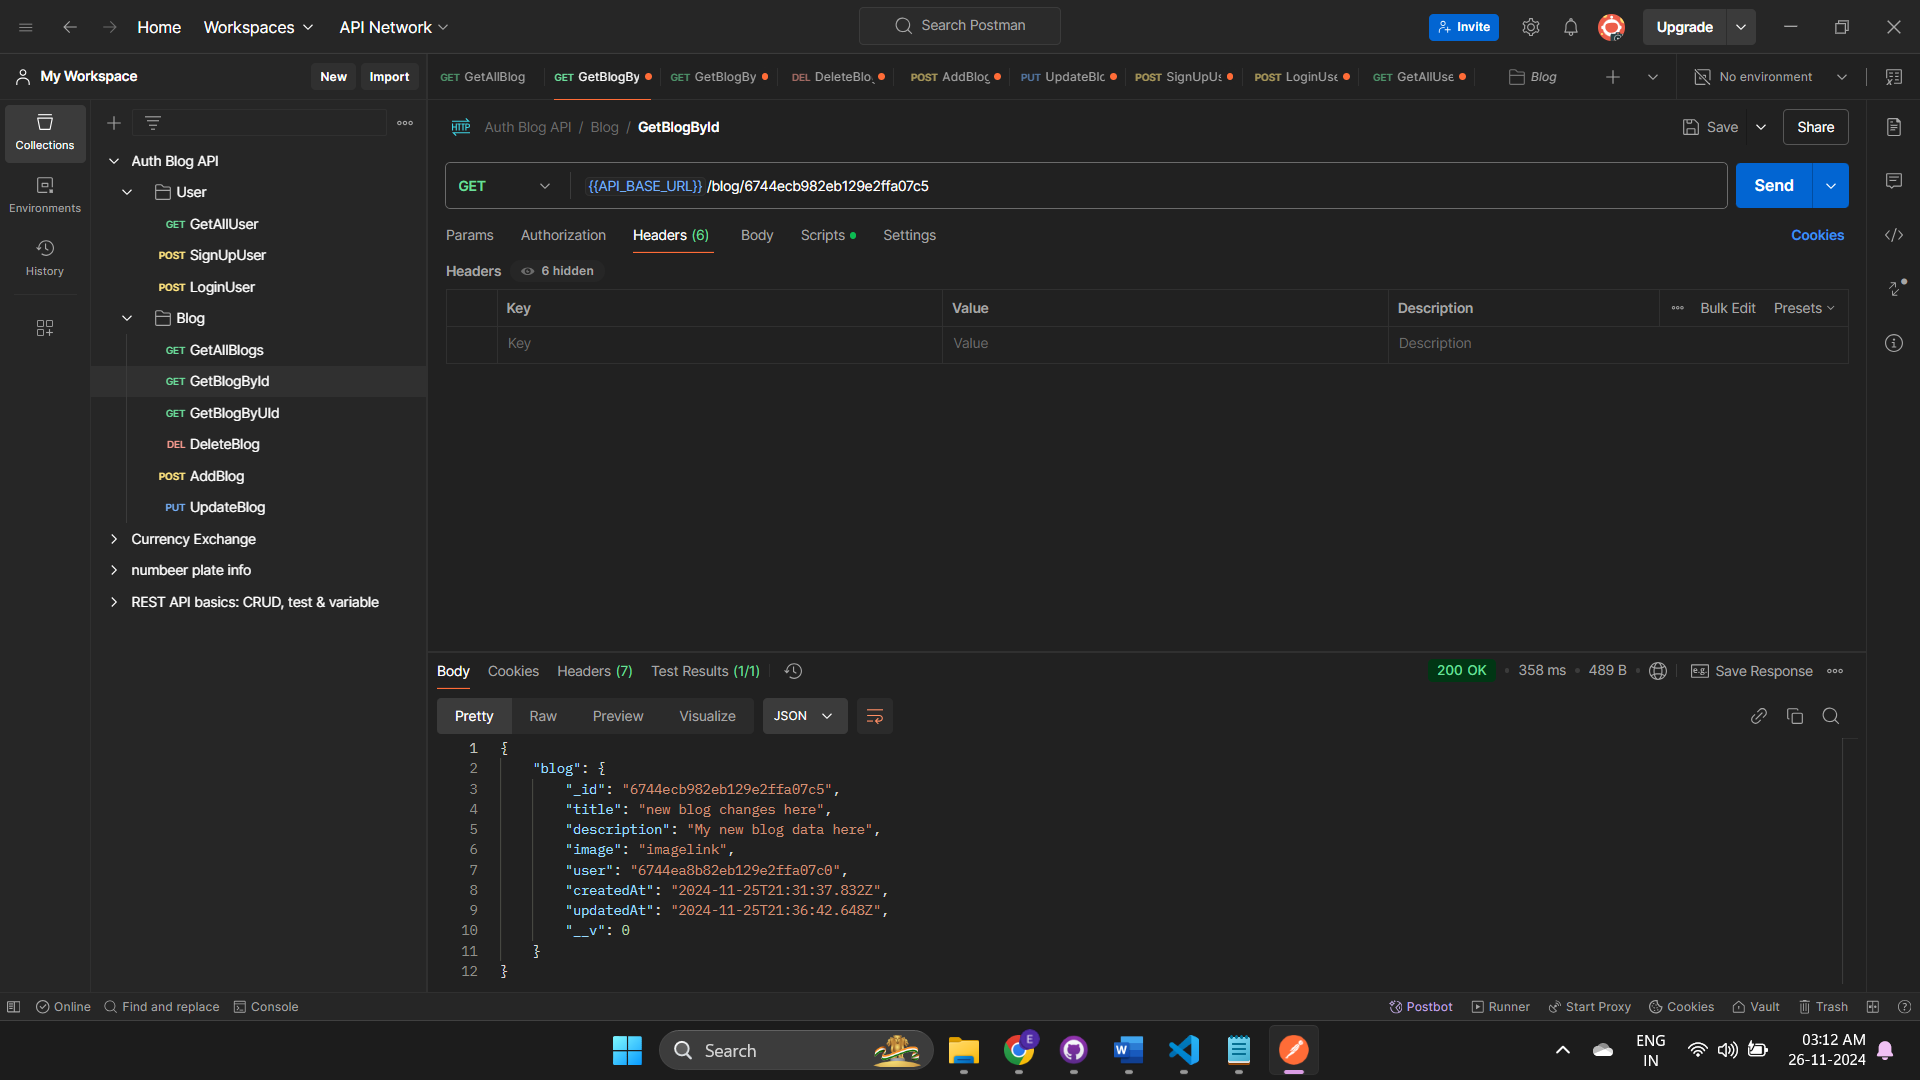 Home Workspaces API Network Search Postman Invite Upgrade
My Workspace New Import GET GetAllBlog GET GetBlogBy GET GetBlogBy DEL DeleteBlo POST AddBlog PUT UpdateBlo POST SignUpUs POST LoginUse GET GetAllUse Blog No environment
Collections
Environments
History
Auth Blog API
User
GET GetAllUser
POST SignUpUser
POST LoginUser
Blog
GET GetAllBlogs
GET GetBlogById
GET GetBlogByUId
DEL DeleteBlog
POST AddBlog
PUT UpdateBlog
Currency Exchange
numbeer plate info
REST API basics: CRUD, test & variable
HTTP Auth Blog API / Blog / GetBlogById Save Share
GET {{API_BASE_URL}} /blog/6744ecb982eb129e2ffa07c5 Send
Params Authorization Headers (6) Body Scripts Settings Cookies
Headers 6 hidden
Key Value Description Bulk Edit Presets
Key Value Description
Body Cookies Headers (7) Test Results (1/1) 200 OK 358 ms 489 B e.g. Save Response
Pretty Raw Preview Visualize JSON
1 {
2 "blog": {
3 "_id": "6744ecb982eb129e2ffa07c5",
4 "title": "new blog changes here",
5 "description": "My new blog data here",
6 "image": "imagelink",
7 "user": "6744ea8b82eb129e2ffa07c0",
8 "createdAt": "2024-11-25T21:31:37.832Z",
9 "updatedAt": "2024-11-25T21:36:42.648Z",
10 "__v": 0
11 }
12 }
Online Find and replace Console Postbot Runner Start Proxy Cookies Vault Trash
Search E W ENG IN 03:12 AM
26-11-2024